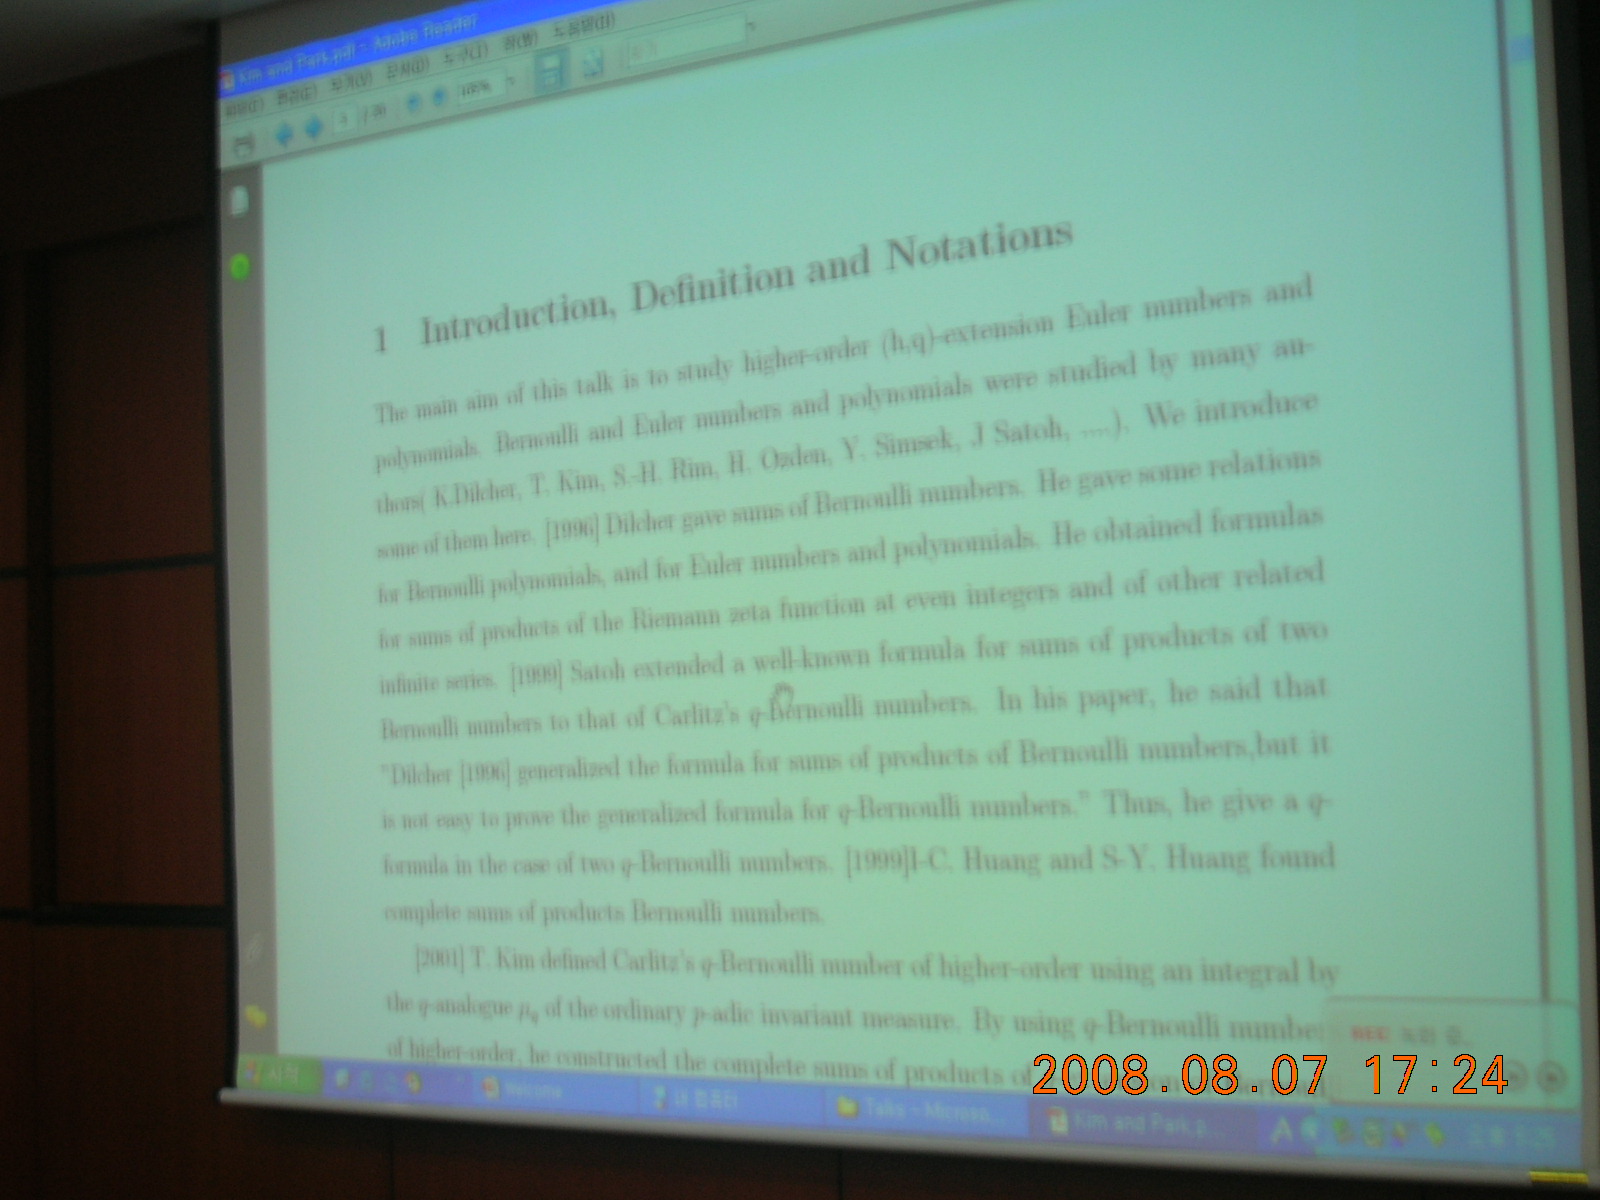 Kim and Park.pdf - Adobe Reader
1 Introduction, Definition and Notations
The main aim of this talk is to study higher-order (h,q)-extension Euler numbers and
polynomials. Bernoulli and Euler numbers and polynomials were studied by many au-
thors( K.Dilcher, T. Kim, S.-H. Rim, H. Ozden, Y. Simsek, J Satoh, ....). We introduce
some of them here. [1996] Dilcher gave sums of Bernoulli numbers. He gave some relations
for Bernoulli polynomials, and for Euler numbers and polynomials. He obtained formulas
for sums of products of the Riemann zeta function at even integers and of other related
infinite series. [1999] Satoh extended a well-known formula for sums of products of two
Bernoulli numbers to that of Carlitz's q-Bernoulli numbers. In his paper, he said that
"Dilcher [1996] generalized the formula for sums of products of Bernoulli numbers,but it
is not easy to prove the generalized formula for q-Bernoulli numbers." Thus, he give a q-
formula in the case of two q-Bernoulli numbers. [1999]I-C. Huang and S-Y. Huang found
complete sums of products Bernoulli numbers.
[2001] T. Kim defined Carlitz's q-Bernoulli number of higher-order using an integral by
the q-analogue μq of the ordinary p-adic invariant measure. By using q-Bernoulli numbe
REC
of higher-order, he constructed the complete sums of products of
2008.08.07 17:24
시작
Welcome
내 컴퓨터
Talks - Microso...
Kim and Park.p...
A